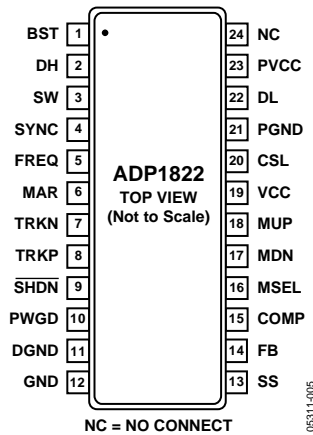 BST 1
DH 2
SW 3
SYNC 4
FREQ 5
MAR 6
TRKN 7
TRKP 8
SHDN 9
PWGD 10
DGND 11
GND 12
ADP1822
TOP VIEW
(Not to Scale)
24 NC
23 PVCC
22 DL
21 PGND
20 CSL
19 VCC
18 MUP
17 MDN
16 MSEL
15 COMP
14 FB
13 SS
NC = NO CONNECT
05311-005